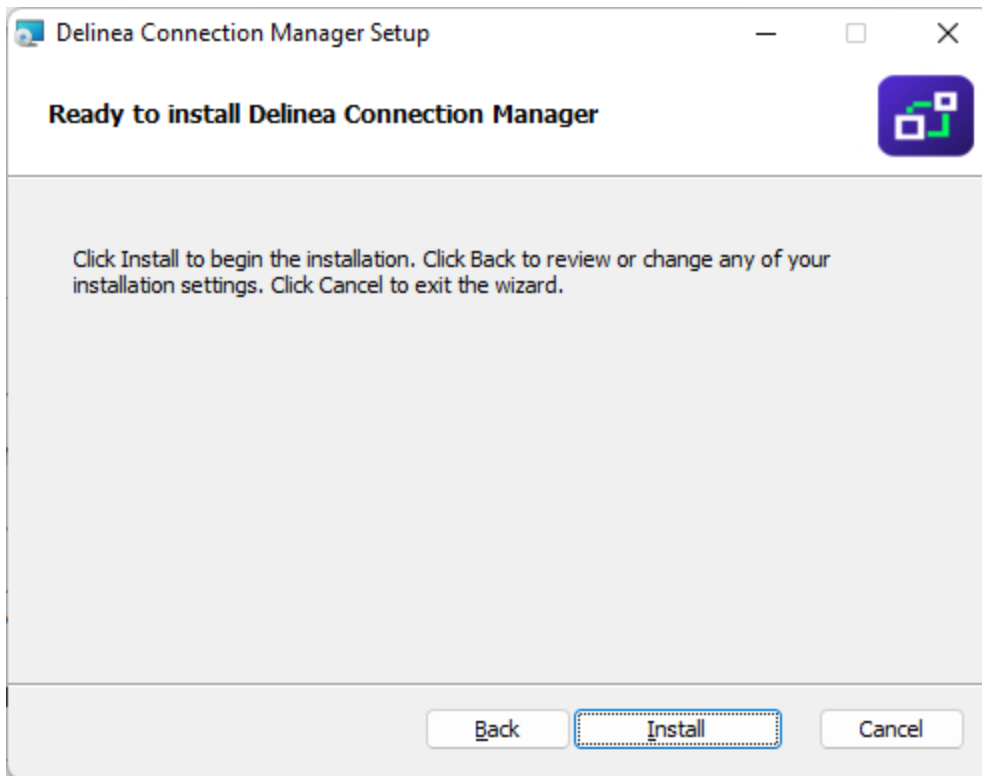 Delinea Connection Manager Setup
Ready to install Delinea Connection Manager
Click Install to begin the installation. Click Back to review or change any of your
installation settings. Click Cancel to exit the wizard.
Back
Install
Cancel